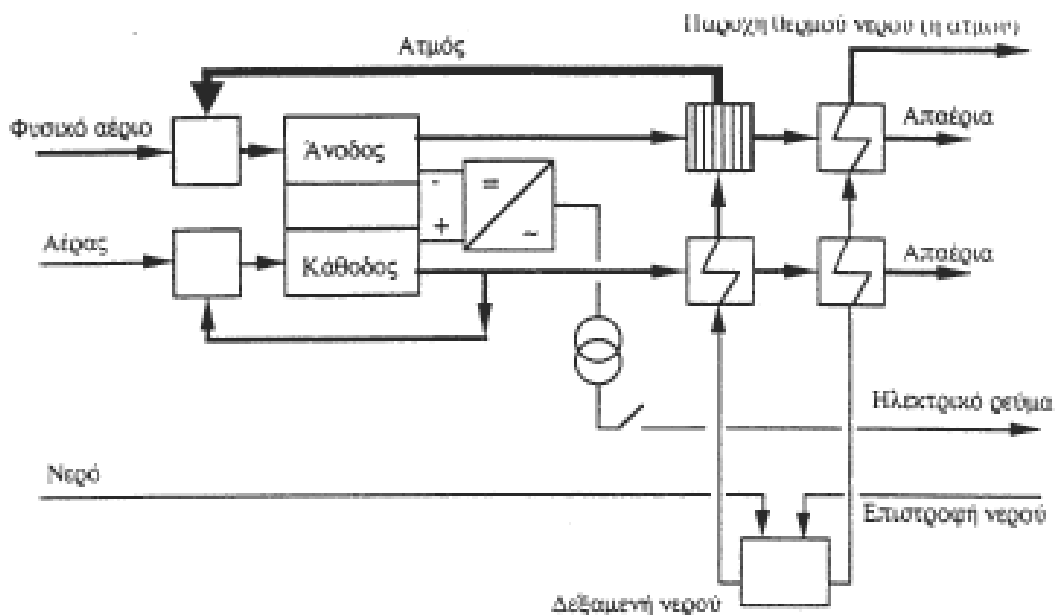 Παροχή θερμού νερού (ή ατμού)
Ατμός
Φυσικό αέριο
Άνοδος
Απαέρια
-
=
+
~
Αέρας
Κάθοδος
Απαέρια
Ηλεκτρικό ρεύμα
Νερό
Επιστροφή νερού
Δεξαμενή νερού